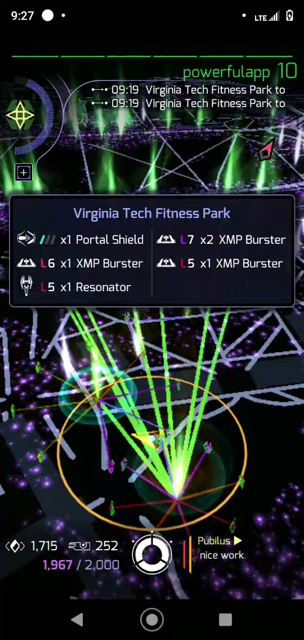 9:27
LTE
powerfulapp 10
09:19 Virginia Tech Fitness Park to
09:19 Virginia Tech Fitness Park to
Virginia Tech Fitness Park
x1 Portal Shield
L7 x2 XMP Burster
L6 x1 XMP Burster
L5 x1 XMP Burster
L5 x1 Resonator
1,715
252
1,967 / 2,000
Pubilus
nice work